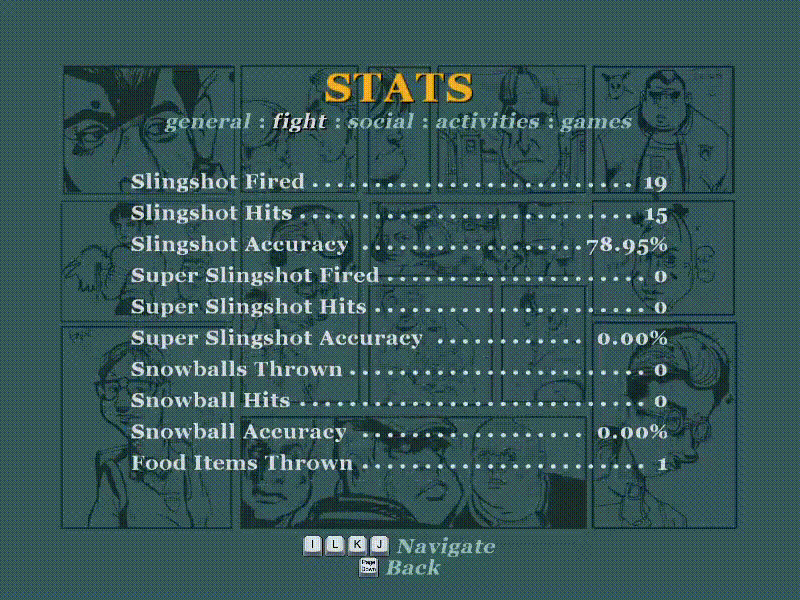 STATS
general : fight : social : activities : games
Slingshot Fired .......................... 19
Slingshot Hits .......................... 15
Slingshot Accuracy ..................78.95%
Super Slingshot Fired ..................... 0
Super Slingshot Hits ..................... 0
Super Slingshot Accuracy ............ 0.00%
Snowballs Thrown ....................... 0
Snowball Hits ........................... 0
Snowball Accuracy .................. 0.00%
Food Items Thrown ....................... 1
I L K J Navigate
Page Down Back